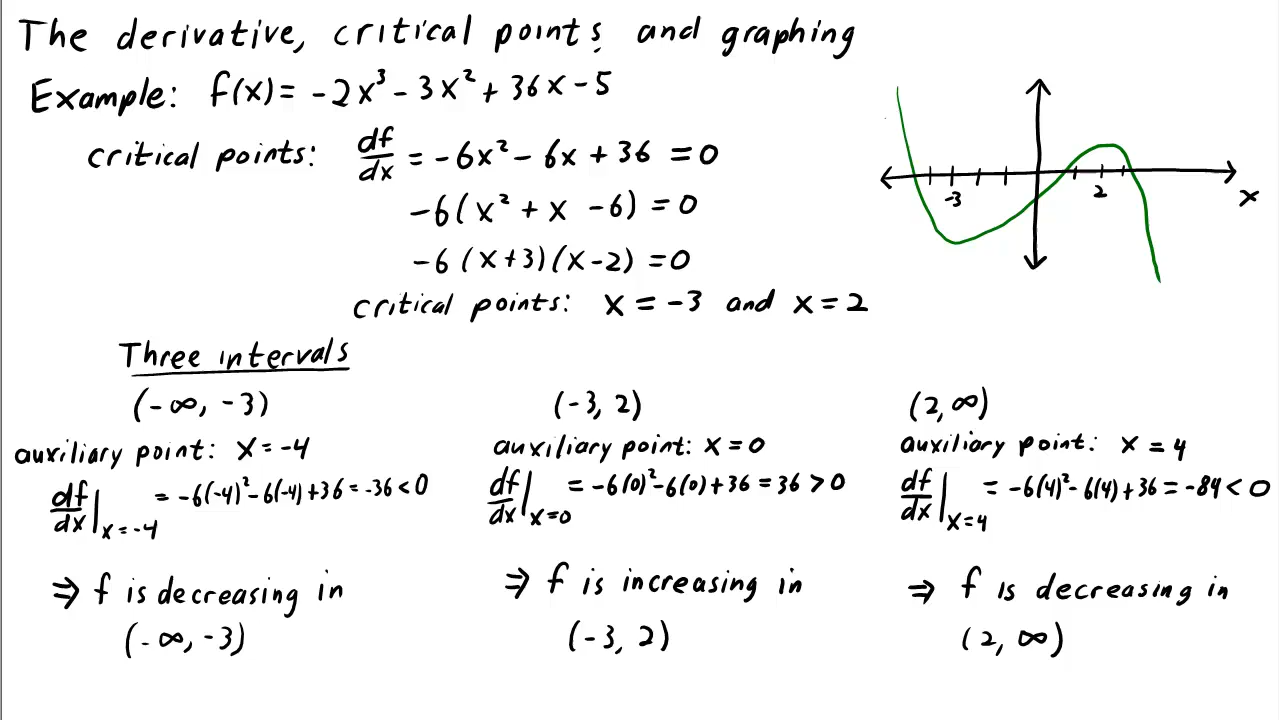 The derivative, critical points, and graphing
Example: f(x) = -2x³ - 3x² + 36x - 5
critical points: df/dx = -6x² - 6x + 36 = 0
-6(x² + x - 6) = 0
-6(x+3)(x-2) = 0
critical points: x = -3 and x = 2
-3 2 x
Three intervals
(-∞, -3) (-3, 2) (2, ∞)
auxiliary point: x = -4 auxiliary point: x = 0 auxiliary point: x = 4
df/dx|x=-4 = -6(-4)² - 6(-4) + 36 = -36 < 0 df/dx|x=0 = -6(0)² - 6(0) + 36 = 36 > 0 df/dx|x=4 = -6(4)² - 6(4) + 36 = -84 < 0
⇒ f is decreasing in ⇒ f is increasing in ⇒ f is decreasing in
(-∞, -3) (-3, 2) (2, ∞)